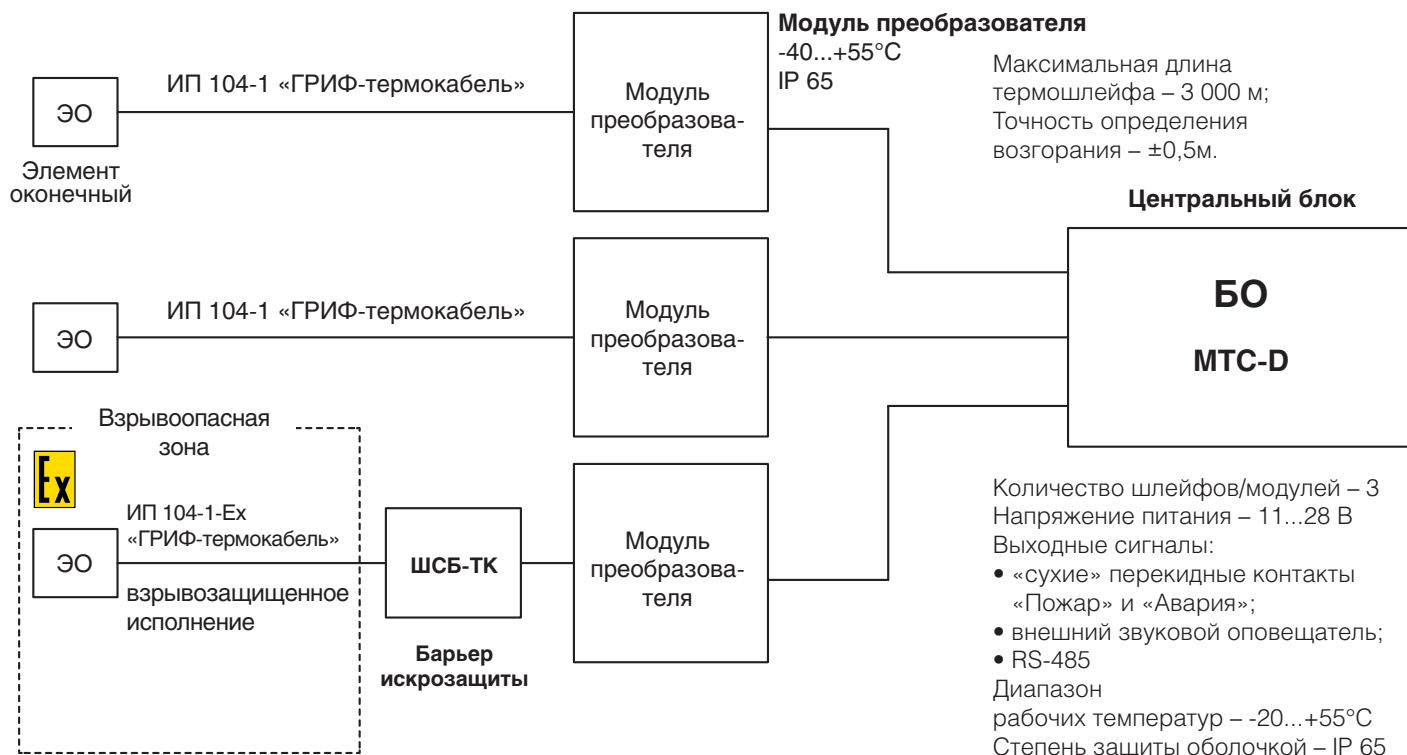 Модуль преобразователя
-40...+55°С
IP 65
Максимальная длина
термошлейфа – 3 000 м;
Точность определения
возгорания – ±0,5м.
ИП 104-1 «ГРИФ-термокабель»
ЭО
Элемент
оконечный
Модуль
преобразова-
теля
Центральный блок
БО
МТС-D
ИП 104-1 «ГРИФ-термокабель»
ЭО
Модуль
преобразова-
теля
Взрывоопасная
зона
Ex
ИП 104-1-Ex
«ГРИФ-термокабель»
ЭО
взрывозащищенное
исполнение
ШСБ-ТК
Барьер
искрозащиты
Модуль
преобразова-
теля
Количество шлейфов/модулей – 3
Напряжение питания – 11...28 В
Выходные сигналы:
• «сухие» перекидные контакты
«Пожар» и «Авария»;
• внешний звуковой оповещатель;
• RS-485
Диапазон
рабочих температур – -20...+55°С
Степень защиты оболочкой – IP 65